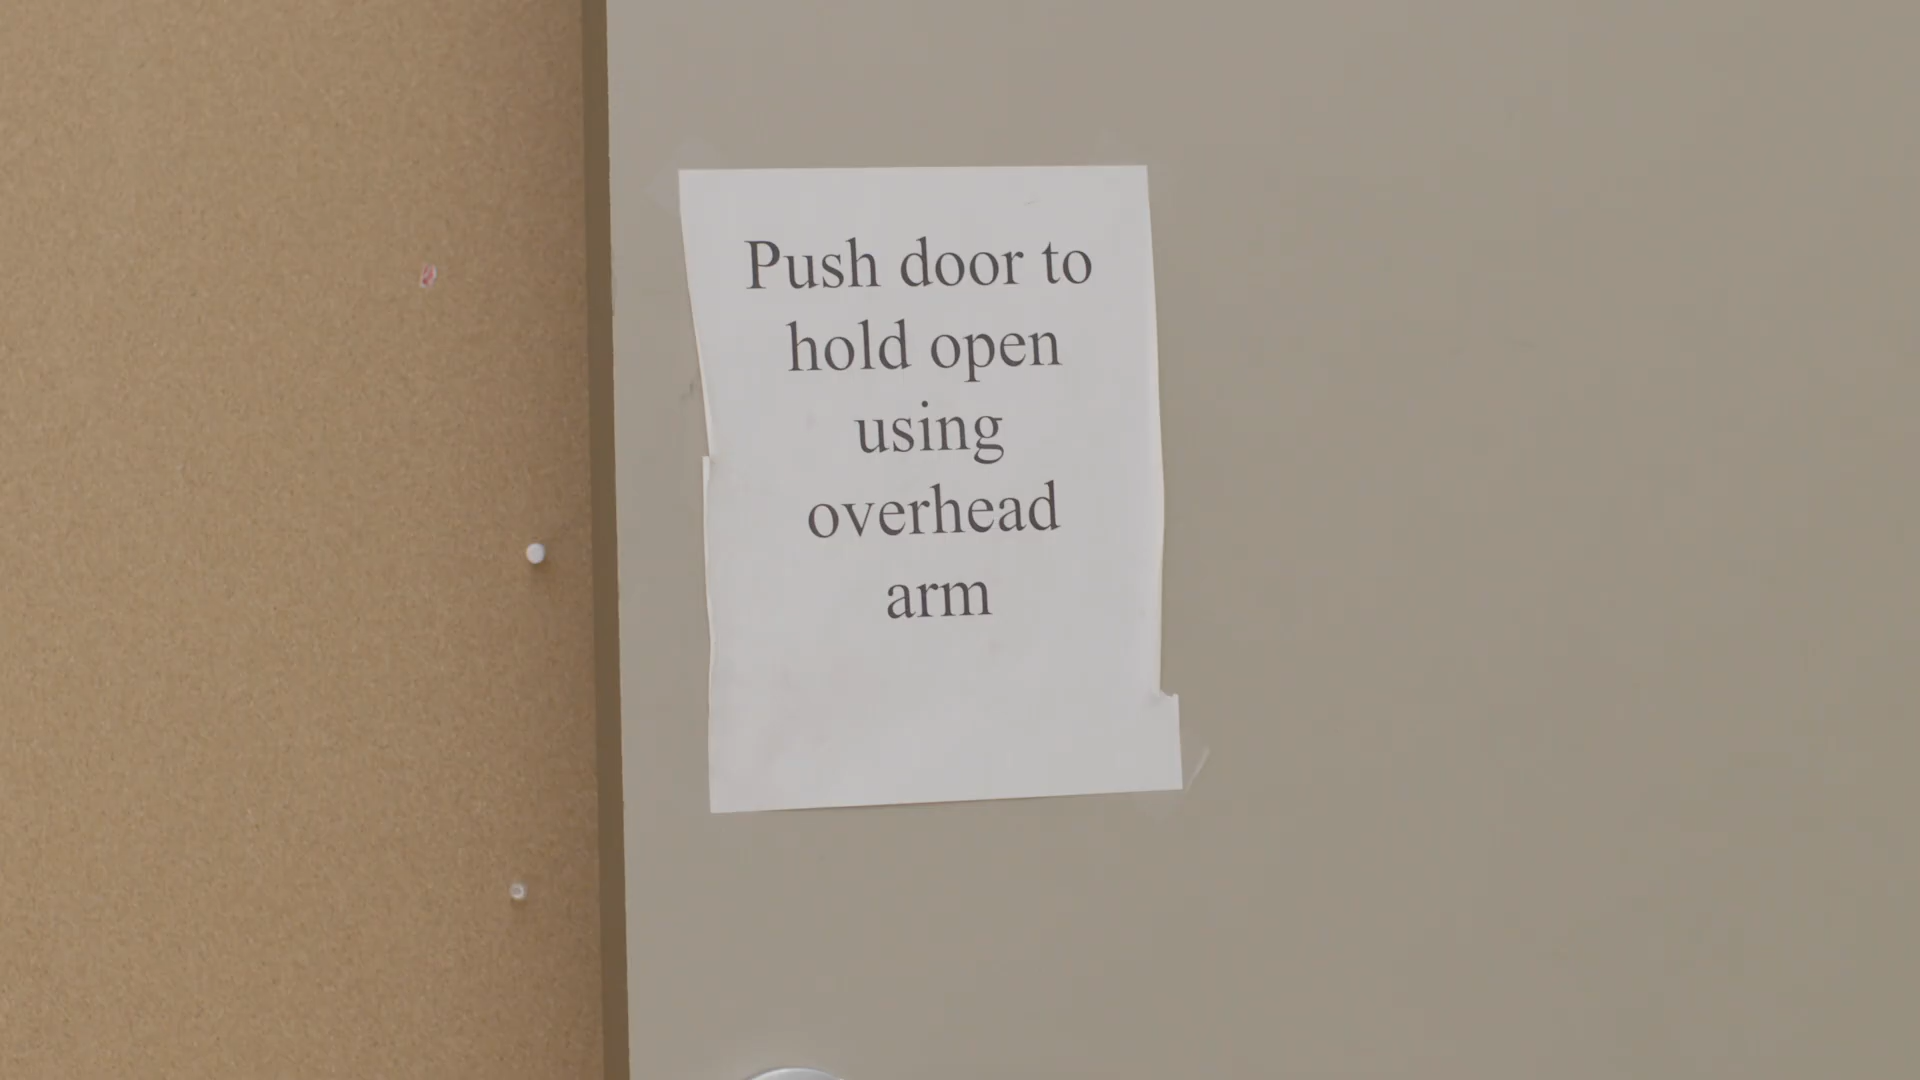 Push door to
hold open
using
overhead
arm